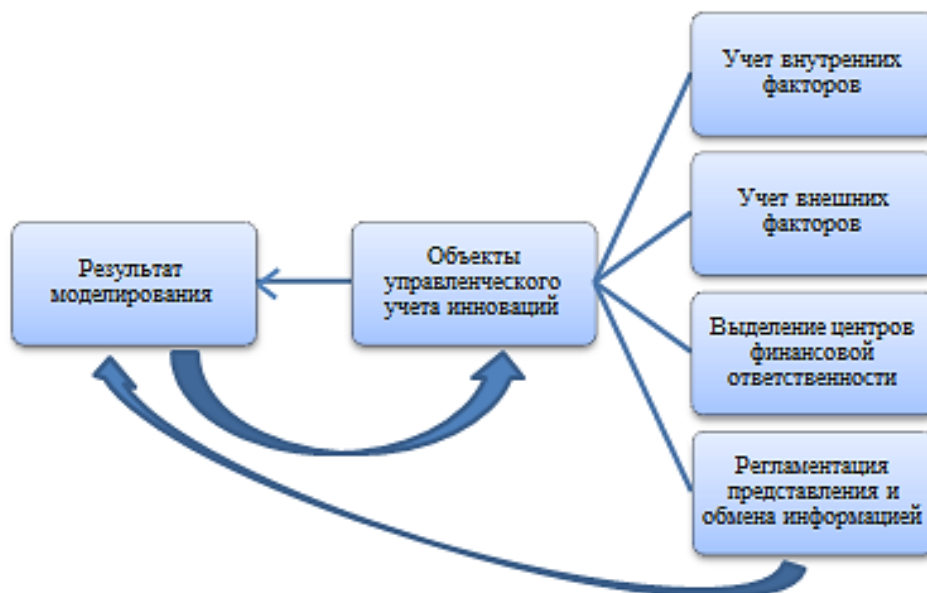 Учет внутренних
факторов
Учет внешних
факторов
Результат
моделирования
Объекты
управленческого
учета инноваций
Выделение центров
финансовой
ответственности
Регламентация
представления и
обмена информацией